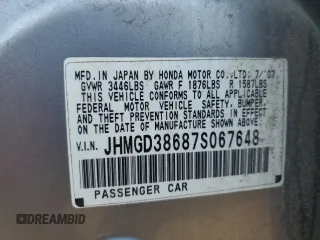 MFD. IN JAPAN BY HONDA MOTOR CO.,LTD. 7/'07
GVWR 3446LBS GAWR F 1876LBS R 1587LBS
THIS VEHICLE CONFORMS TO ALL APPLICABLE
FEDERAL MOTOR VEHICLE SAFETY, BUMPER,
AND THEFT PREVENTION STANDARDS IN EFFECT
ON THE DATE OF MANUFACTURE SHOWN ABOVE.
V.I.N. JHMGD38687S067648
PASSENGER CAR
DREAMBID